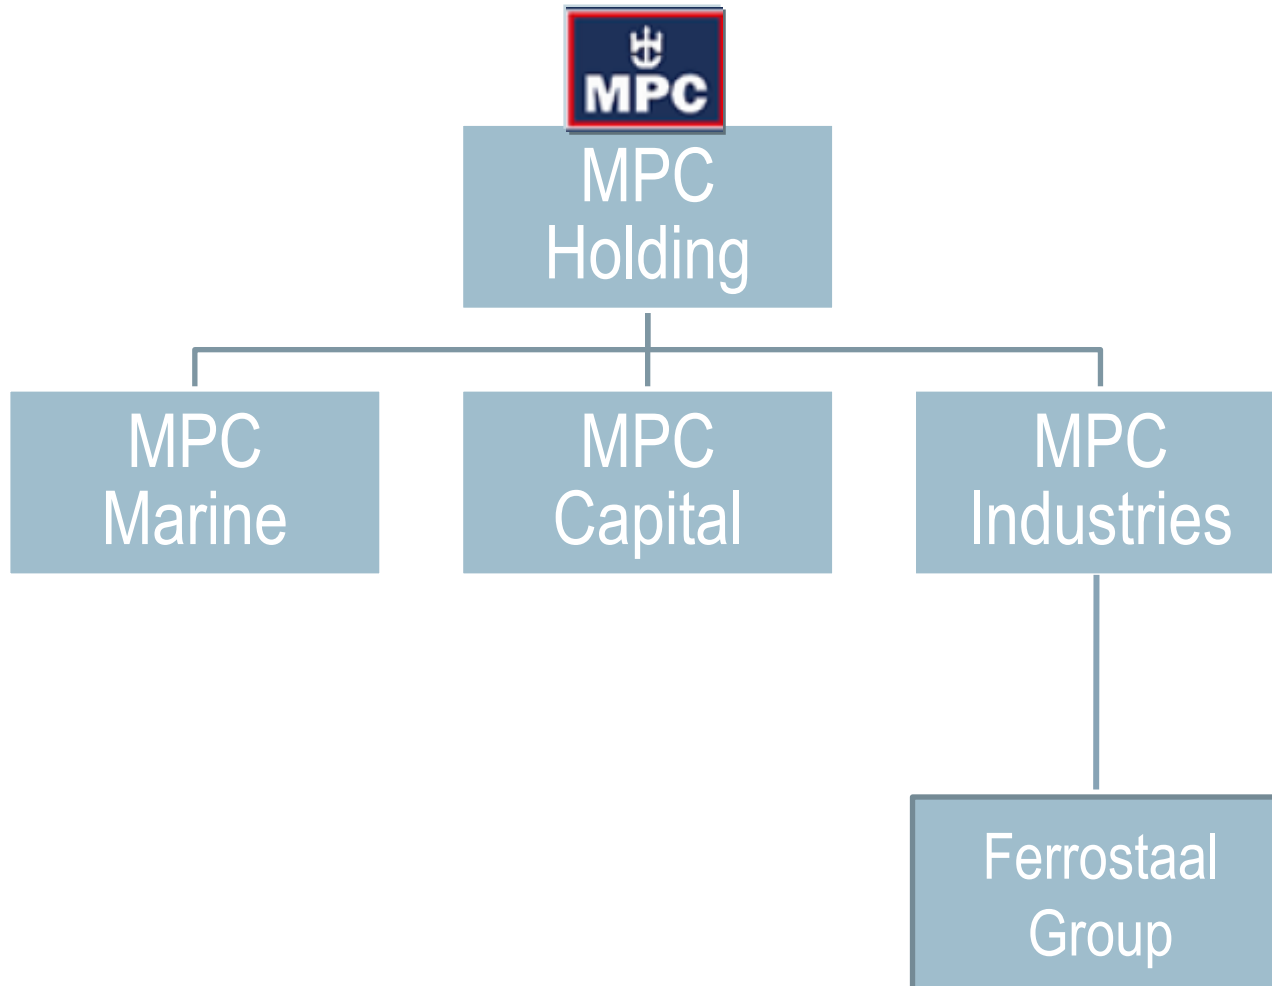 MPC
MPC
Holding
MPC
Marine
MPC
Capital
MPC
Industries
Ferrostaal
Group